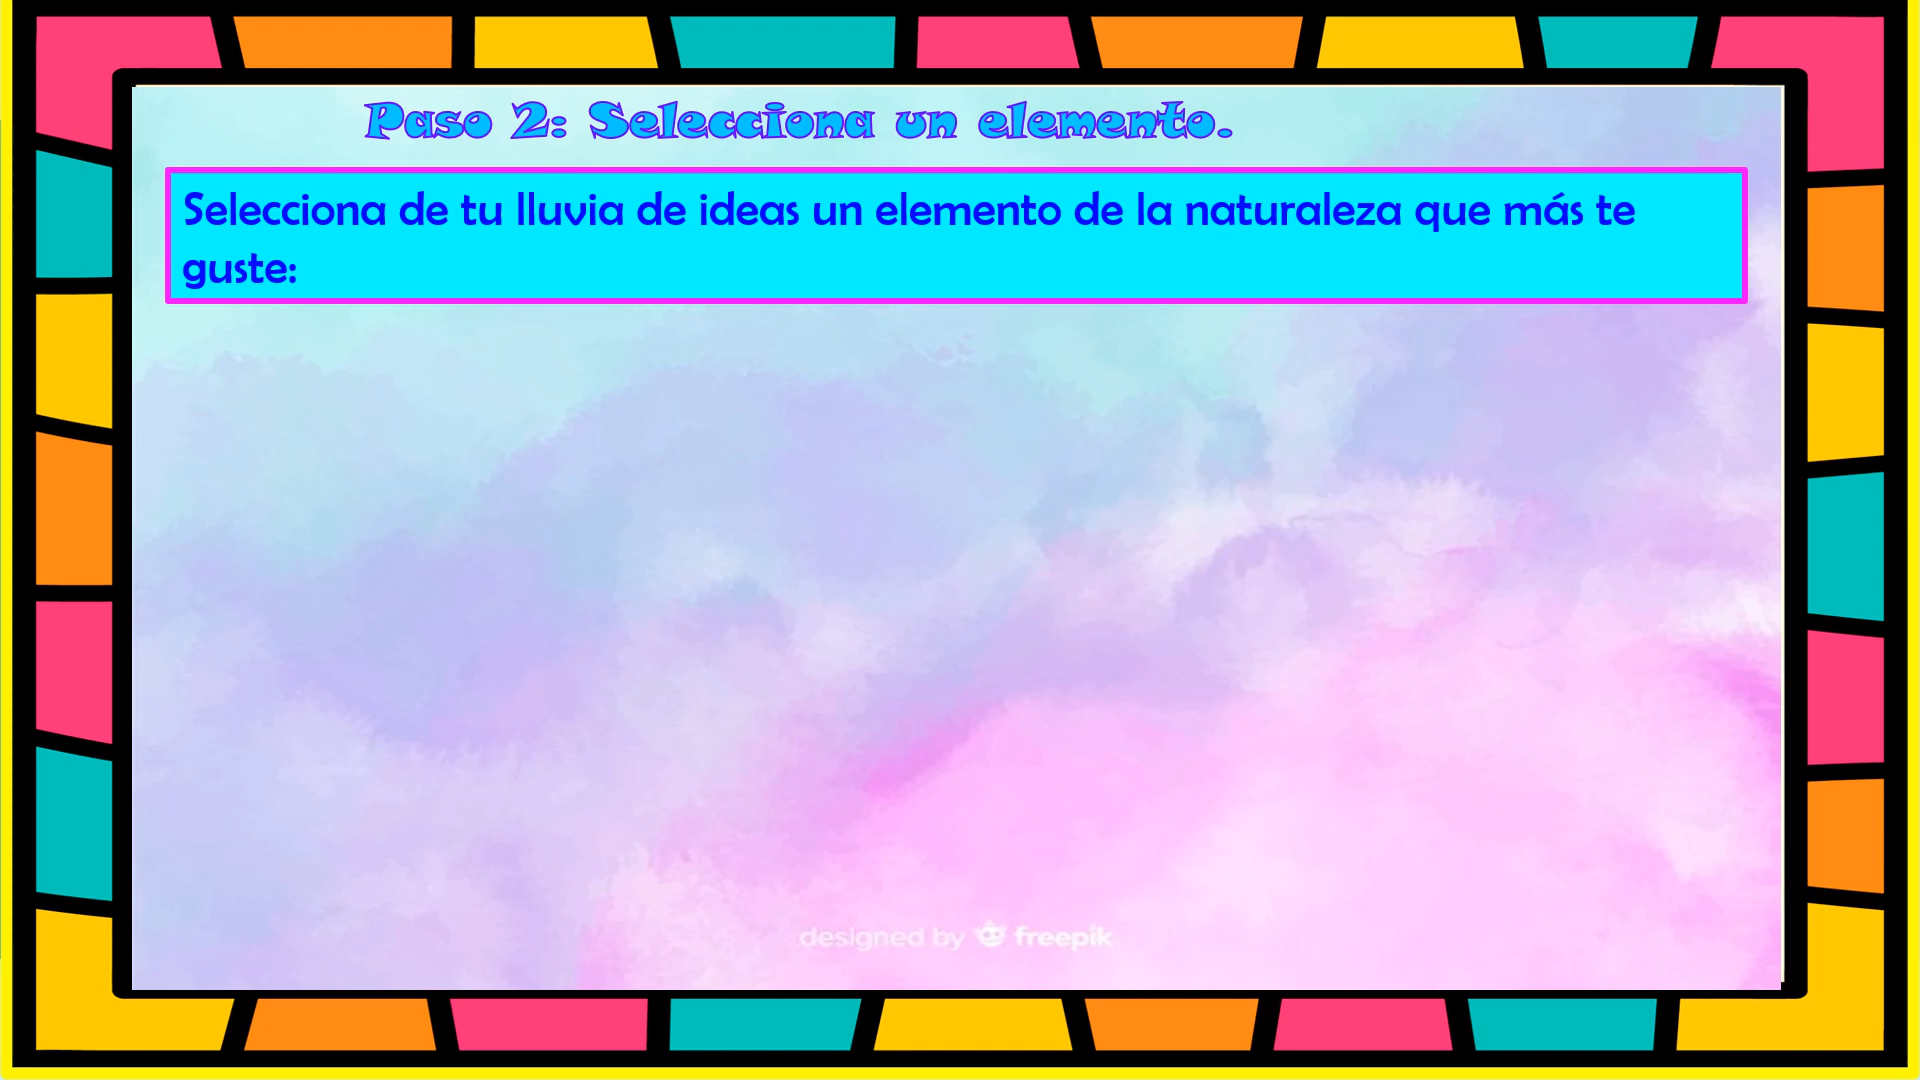 Paso 2: Selecciona un elemento.
Selecciona de tu lluvia de ideas un elemento de la naturaleza que más te
guste:
designed by freepik